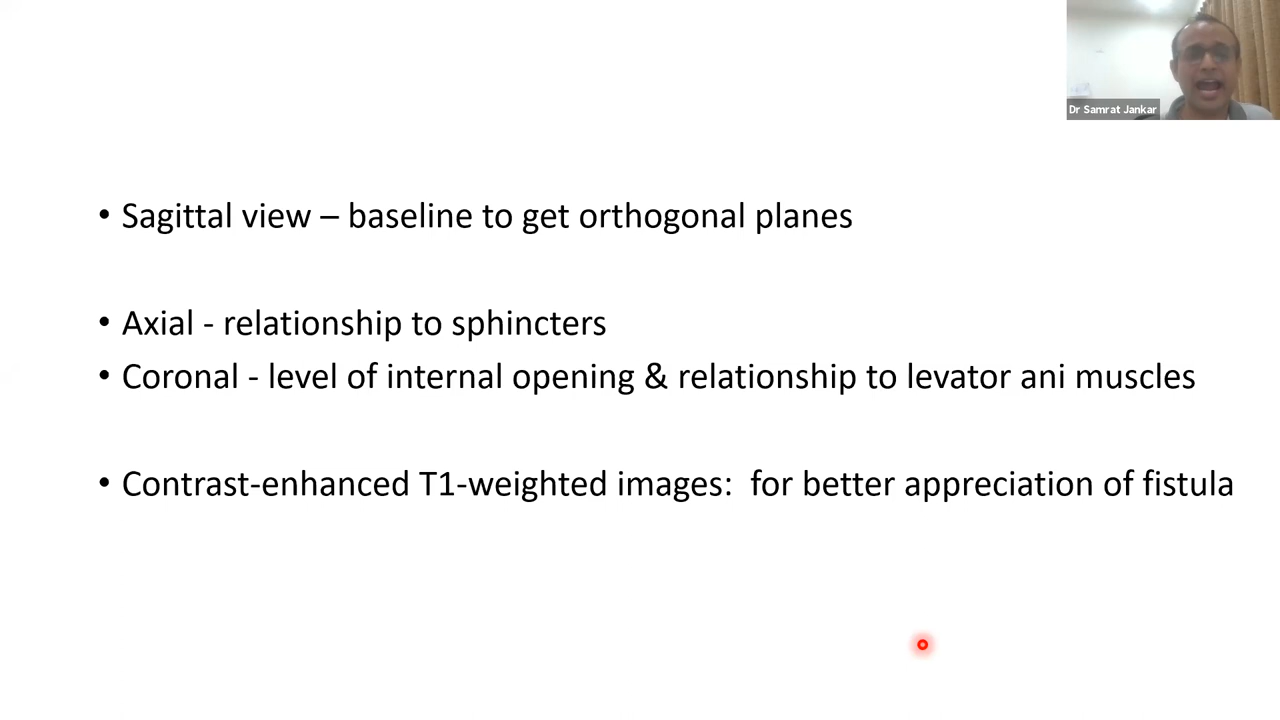 Dr Samrat Jankar
• Sagittal view – baseline to get orthogonal planes
• Axial - relationship to sphincters
• Coronal - level of internal opening & relationship to levator ani muscles
• Contrast-enhanced T1-weighted images:  for better appreciation of fistula